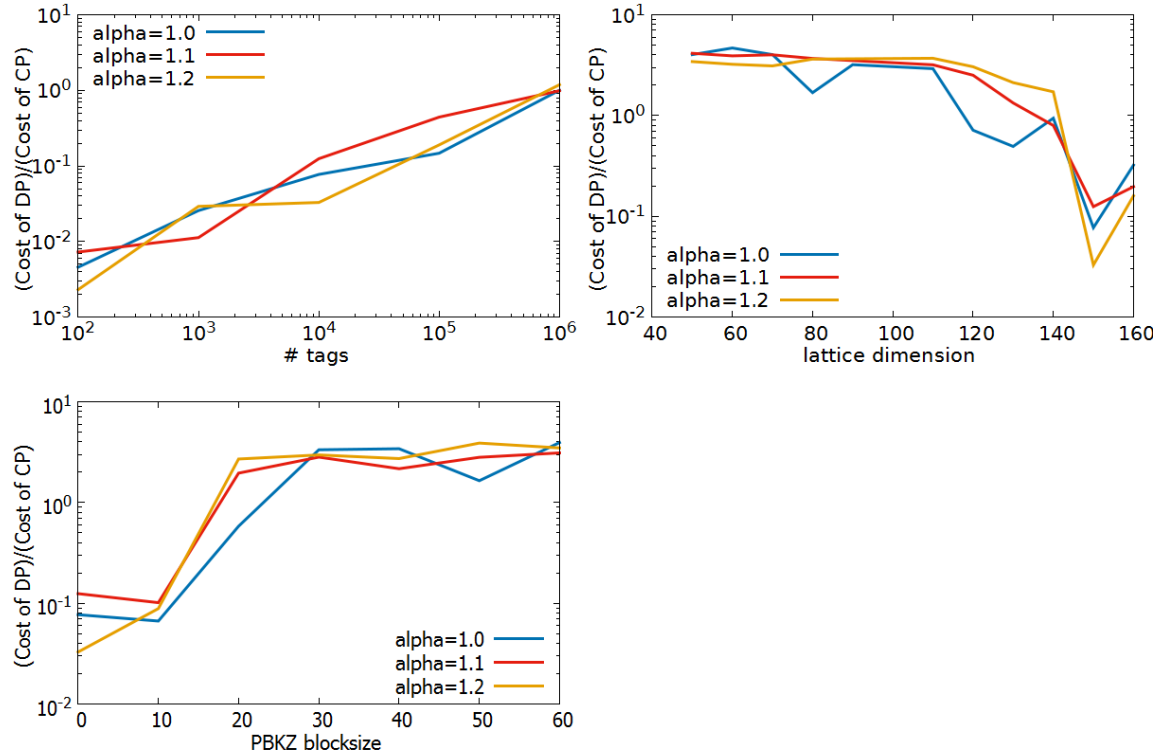 (Cost of DP)/(Cost of CP)
10^1
10^0
10^-1
10^-2
10^-3
alpha=1.0
alpha=1.1
alpha=1.2
10^2 10^3 10^4 10^5 10^6
# tags
(Cost of DP)/(Cost of CP)
10^1
10^0
10^-1
10^-2
alpha=1.0
alpha=1.1
alpha=1.2
40 60 80 100 120 140 160
lattice dimension
(Cost of DP)/(Cost of CP)
10^1
10^0
10^-1
10^-2
alpha=1.0
alpha=1.1
alpha=1.2
0 10 20 30 40 50 60
PBKZ blocksize